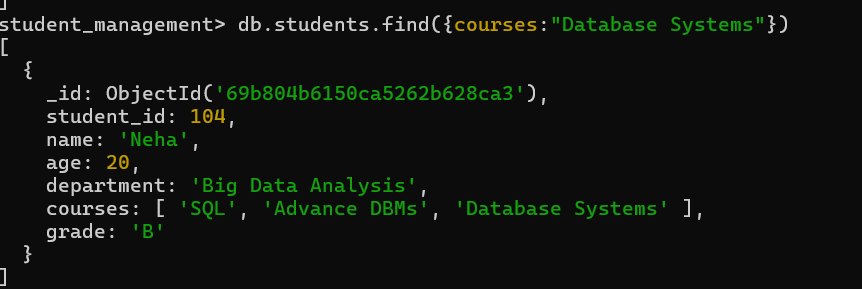 ]
student_management> db.students.find({courses:"Database Systems"})
[
  {
    _id: ObjectId('69b804b6150ca5262b628ca3'),
    student_id: 104,
    name: 'Neha',
    age: 20,
    department: 'Big Data Analysis',
    courses: [ 'SQL', 'Advance DBMs', 'Database Systems' ],
    grade: 'B'
  }
]